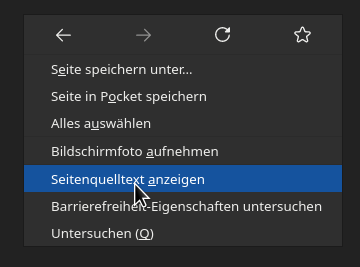 Seite speichern unter...
Seite in Pocket speichern
Alles auswählen
Bildschirmfoto aufnehmen
Seitenquelltext anzeigen
Barrierefreiheit-Eigenschaften untersuchen
Untersuchen (Q)